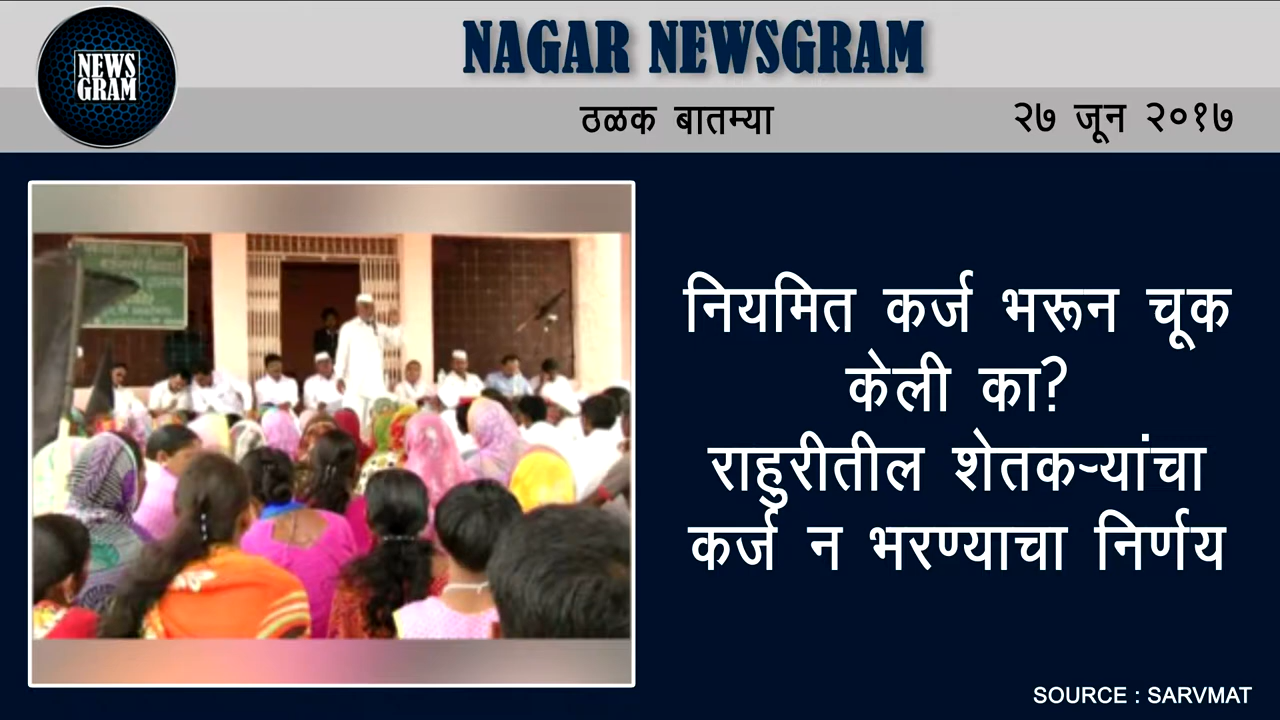 NEWS
GRAM
NAGAR NEWSGRAM
ठळक बातम्या
२७ जून २०१७
नियमित कर्ज भरून चूक
केली का?
राहुरीतील शेतकऱ्यांचा
कर्ज न भरण्याचा निर्णय
SOURCE : SARVMAT